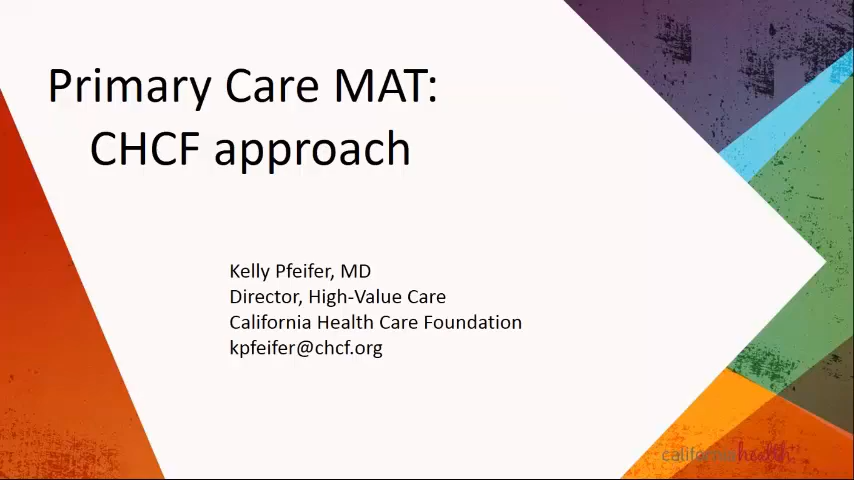 Primary Care MAT:
CHCF approach
Kelly Pfeifer, MD
Director, High-Value Care
California Health Care Foundation
kpfeifer@chcf.org
californiahealth